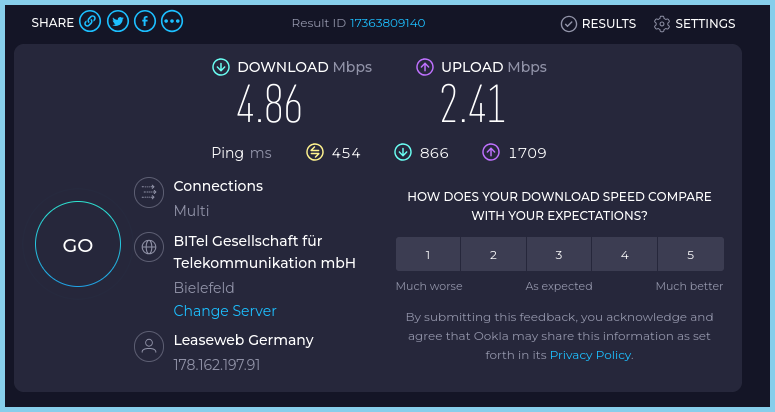 SHARE
Result ID 17363809140
RESULTS
SETTINGS
DOWNLOAD Mbps
4.86
UPLOAD Mbps
2.41
Ping ms
454
866
1709
GO
Connections
Multi
BITel Gesellschaft für
Telekommunikation mbH
Bielefeld
Change Server
Leaseweb Germany
178.162.197.91
HOW DOES YOUR DOWNLOAD SPEED COMPARE
WITH YOUR EXPECTATIONS?
1 2 3 4 5
Much worse As expected Much better
By submitting this feedback, you acknowledge and
agree that Ookla may share this information as set
forth in its Privacy Policy.